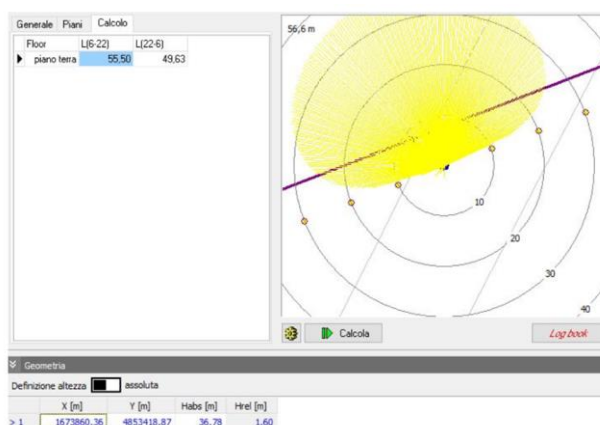 Generale Piani Calcolo
Floor L(6-22) L(22-6)
piano terra 55,50 49,63
56,6 m
10
20
30
40
Calcola
Log book
Geometria
Definizione altezza assoluta
X [m] Y [m] Habs [m] Hrel [m]
> 1 1673860.36 4853418.87 36.78 1.60